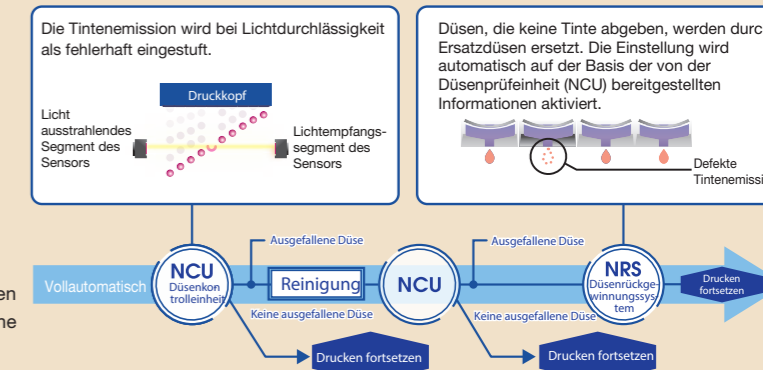 Die Tintenemission wird bei Lichtdurchlässigkeit
als fehlerhaft eingestuft.
Druckkopf
Licht
ausstrahlendes
Segment des
Sensors
Lichtempfangs-
segment des
Sensors
Düsen, die keine Tinte abgeben, werden durc
Ersatzdüsen ersetzt. Die Einstellung wird
automatisch auf der Basis der von der
Düsenprüfeinheit (NCU) bereitgestellten
Informationen aktiviert.
Defekte
Tintenemissi
Vollautomatisch
NCU
Düsenkon
trolleinheit
Ausgefallene Düse
Reinigung
Keine ausgefallene Düse
Drucken fortsetzen
NCU
Ausgefallene Düse
Keine ausgefallene Düse
Drucken fortsetzen
NRS
Düsenrückge-
winnungssys-
tem
Drucken
fortsetzen
en
ne